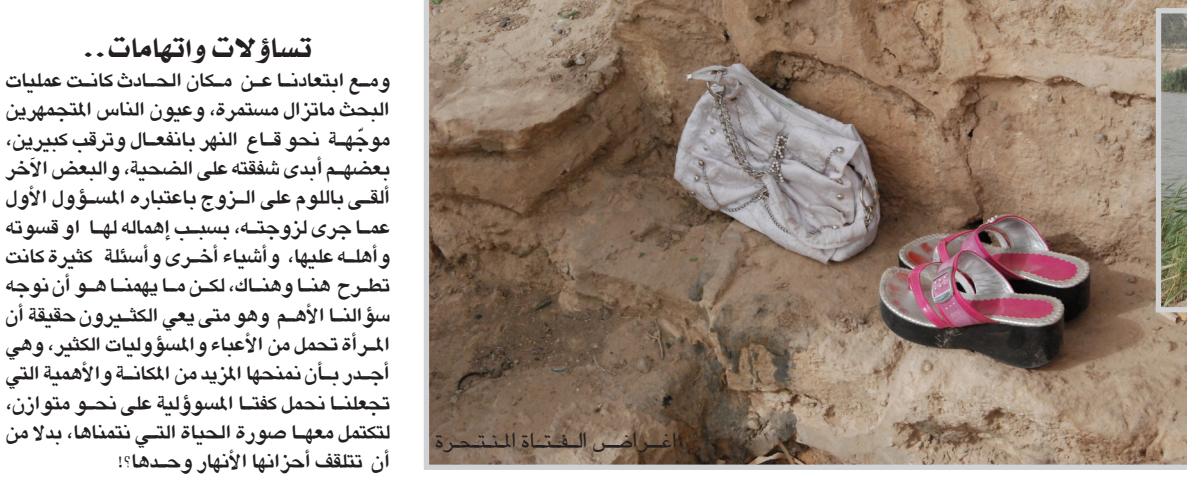 تساؤلات واتهامات..
ومع ابتعادنا عن مكان الحادث كانت عمليات
البحث ماتزال مستمرة، وعيون الناس المتجمهرين
موجّهة نحو قاع النهر بانفعال وترقب كبيرين،
بعضهم أبدى شفقته على الضحية، والبعض الآخر
ألقى باللوم على الزوج باعتباره المسؤول الأول
عما جرى لزوجته، بسبب إهماله لها او قسوته
وأهله عليها، وأشياء أخرى وأسئلة كثيرة كانت
تطرح هنا وهناك، لكن ما يهمنا هو أن نوجه
سؤالنا الأهم وهو متى يعي الكثيرون حقيقة أن
المرأة تحمل من الأعباء والمسؤوليات الكثير، وهي
أجدر بأن نمنحها المزيد من المكانة والأهمية التي
تجعلنا نحمل كفتا المسوؤلية على نحو متوازن،
لتكتمل معها صورة الحياة التي نتمناها، بدلا من
أن تتلقف أحزانها الأنهار وحدها؟!
اغراض الفتاة المنتحرة